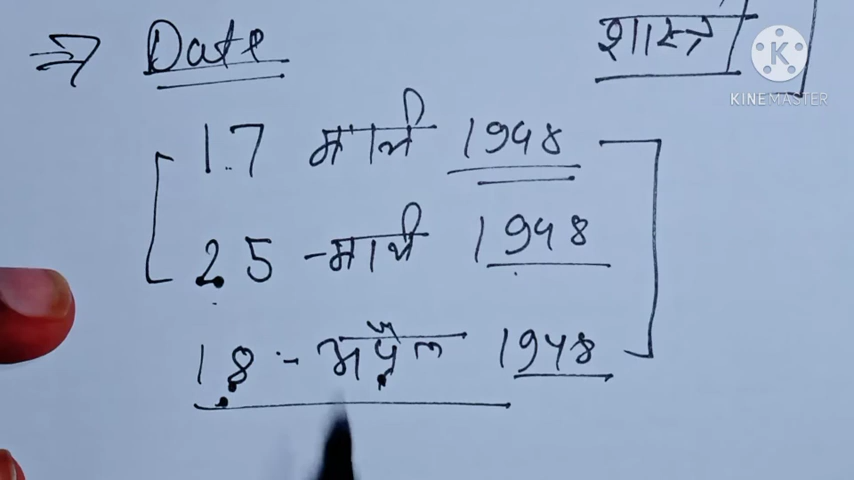 ⇒ Date शास्त्र
17 मार्च 1948
25 - मार्च 1948
18 - अप्रैल 1948
KINEMASTER